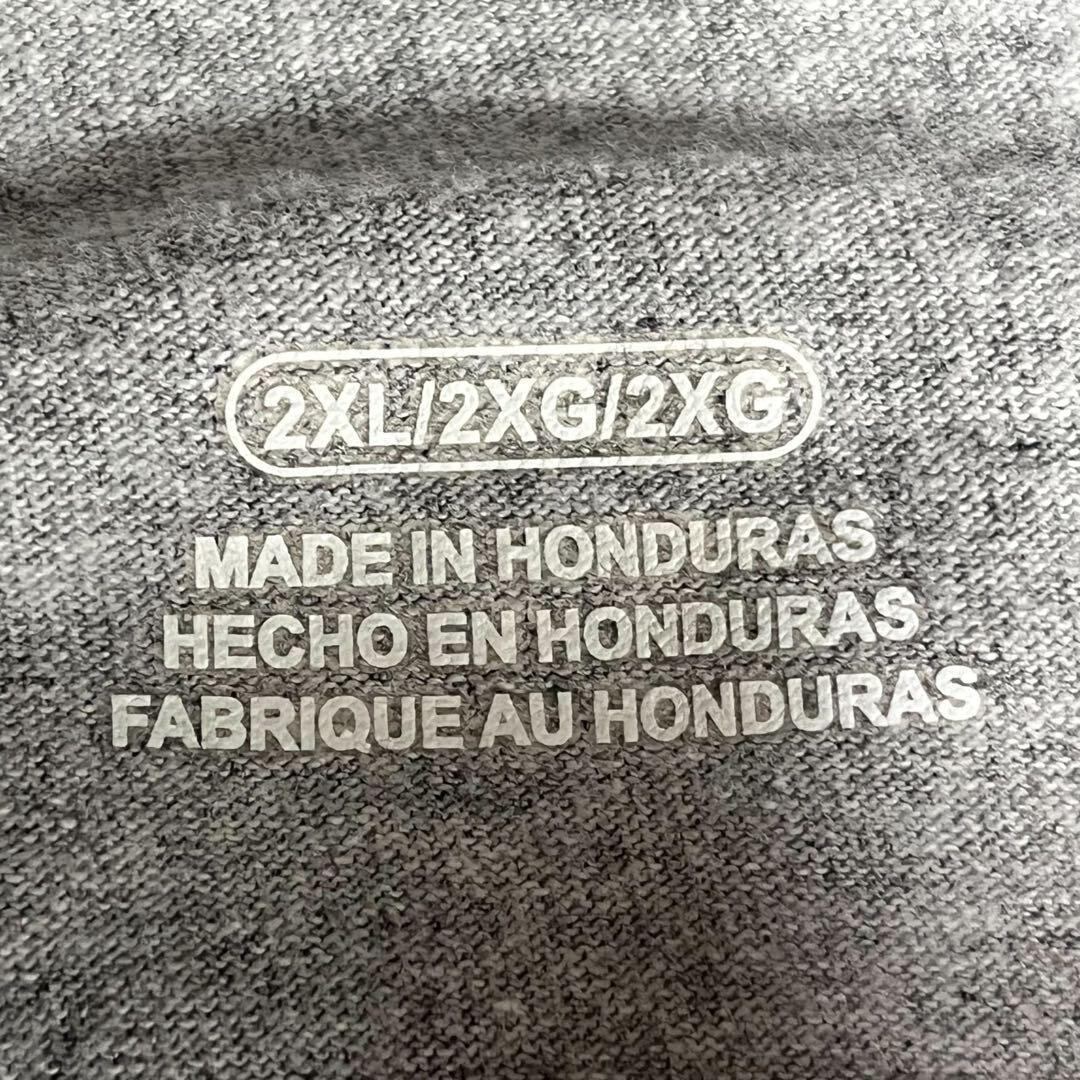 2XL/2XG/2XG
MADE IN HONDURAS
HECHO EN HONDURAS
FABRIQUE AU HONDURAS